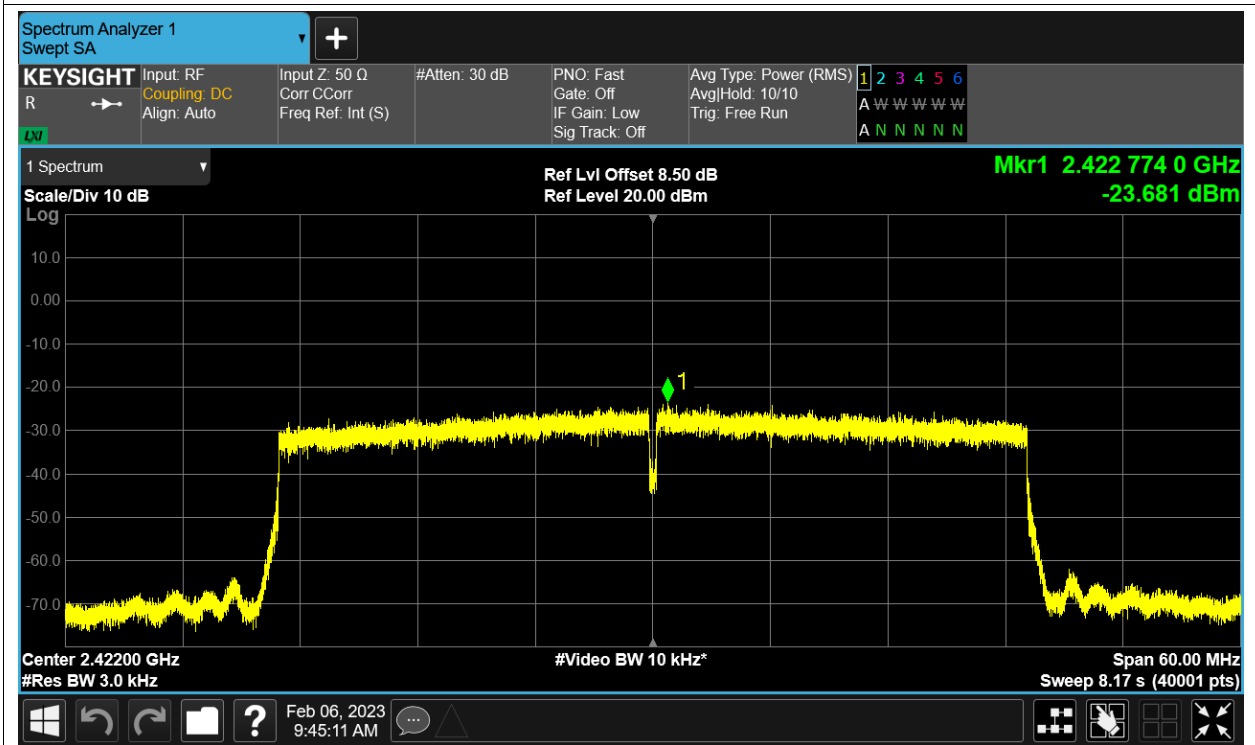 Spectrum Analyzer 1
Swept SA
KEYSIGHT
R
LXI
Input: RF
Coupling: DC
Align: Auto
Input Z: 50 Ω
Corr CCorr
Freq Ref: Int (S)
#Atten: 30 dB
PNO: Fast
Gate: Off
IF Gain: Low
Sig Track: Off
Avg Type: Power (RMS)
Avg|Hold: 10/10
Trig: Free Run
1 2 3 4 5 6
A W W W W W
A N N N N N
1 Spectrum
Scale/Div 10 dB
Log
Ref Lvl Offset 8.50 dB
Ref Level 20.00 dBm
Mkr1 2.422 774 0 GHz
-23.681 dBm
10.0
0.00
-10.0
-20.0
-30.0
-40.0
-50.0
-60.0
-70.0
1
Center 2.42200 GHz
#Res BW 3.0 kHz
#Video BW 10 kHz*
Span 60.00 MHz
Sweep 8.17 s (40001 pts)
?
Feb 06, 2023
9:45:11 AM